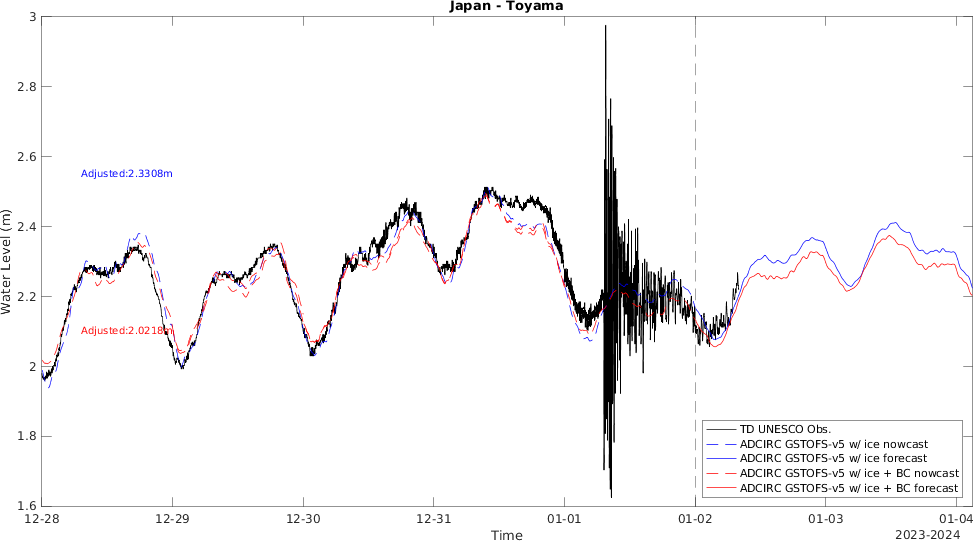 Japan - Toyama
3
2.8
2.6
2.4
2.2
2
1.8
1.6
Water Level (m)
Adjusted:2.3308m
Adjusted:2.0218m
TD UNESCO Obs.
ADCIRC GSTOFS-v5 w/ ice nowcast
ADCIRC GSTOFS-v5 w/ ice forecast
ADCIRC GSTOFS-v5 w/ ice + BC nowcast
ADCIRC GSTOFS-v5 w/ ice + BC forecast
12-28 12-29 12-30 12-31 01-01 01-02 01-03 01-04
Time
2023-2024